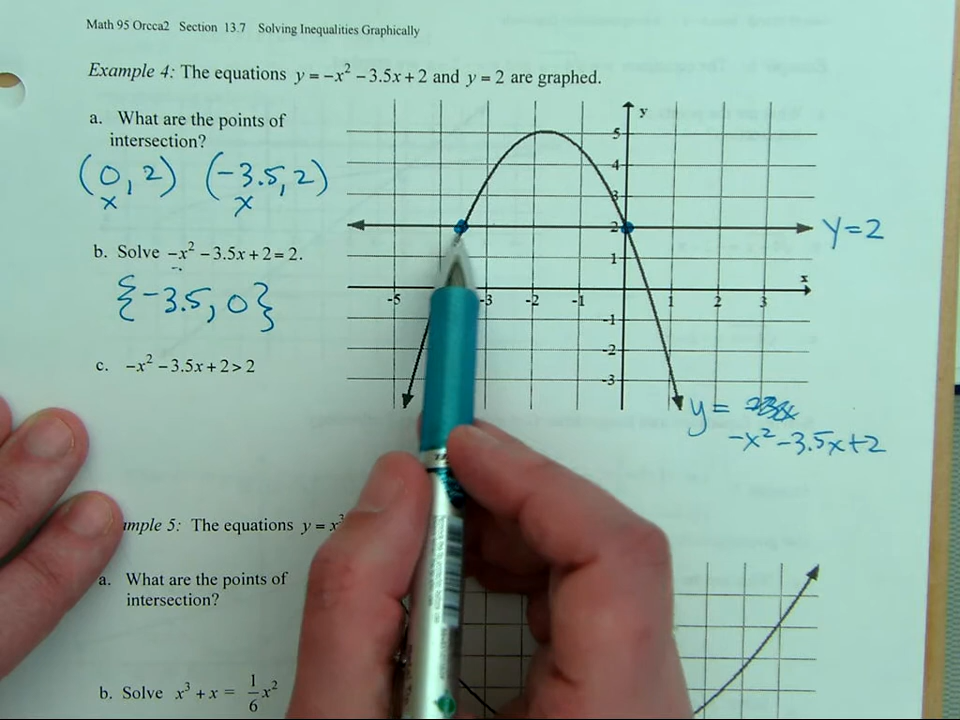 Math 95 Orcca2 Section 13.7 Solving Inequalities Graphically
Example 4: The equations y = −x² − 3.5x + 2 and y = 2 are graphed.
a. What are the points of
intersection?
(0, 2) (-3.5, 2)
x x
b. Solve −x² − 3.5x + 2 = 2.
{-3.5, 0}
c. −x² − 3.5x + 2 > 2
y
5
4
3
2
y=2
1
x
-5 -3 -2 -1 1 2 3
-1
-2
-3
y =
-x²-3.5x+2
mple 5: The equations y = x
a. What are the points of
intersection?
b. Solve x³ + x = 1/6 x²